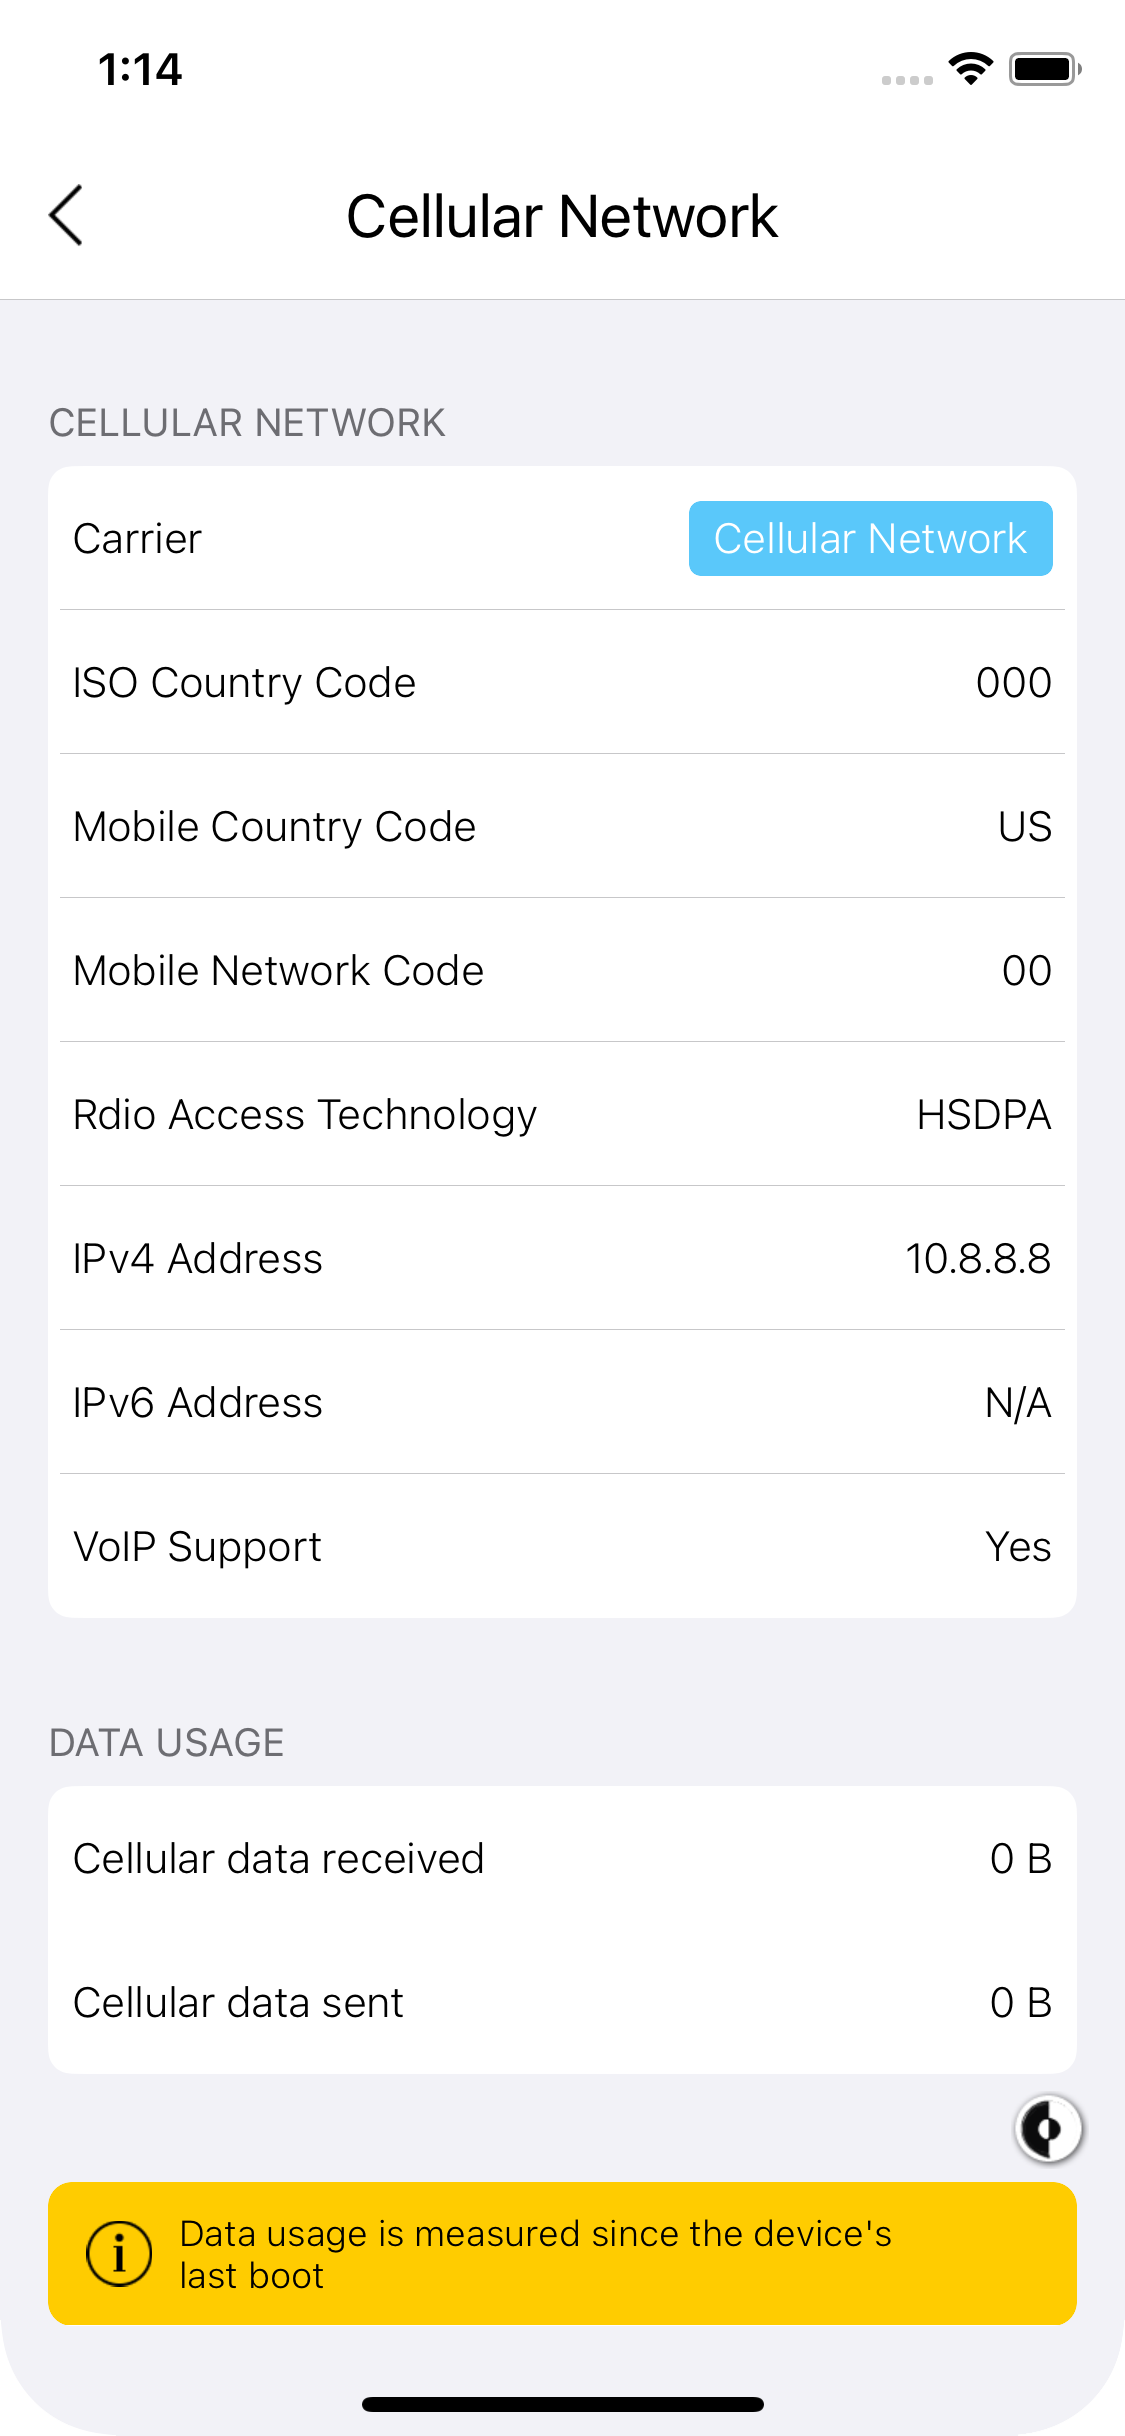 1:14
Cellular Network
CELLULAR NETWORK
Carrier Cellular Network
ISO Country Code 000
Mobile Country Code US
Mobile Network Code 00
Rdio Access Technology HSDPA
IPv4 Address 10.8.8.8
IPv6 Address N/A
VoIP Support Yes
DATA USAGE
Cellular data received 0 B
Cellular data sent 0 B
Data usage is measured since the device's
last boot